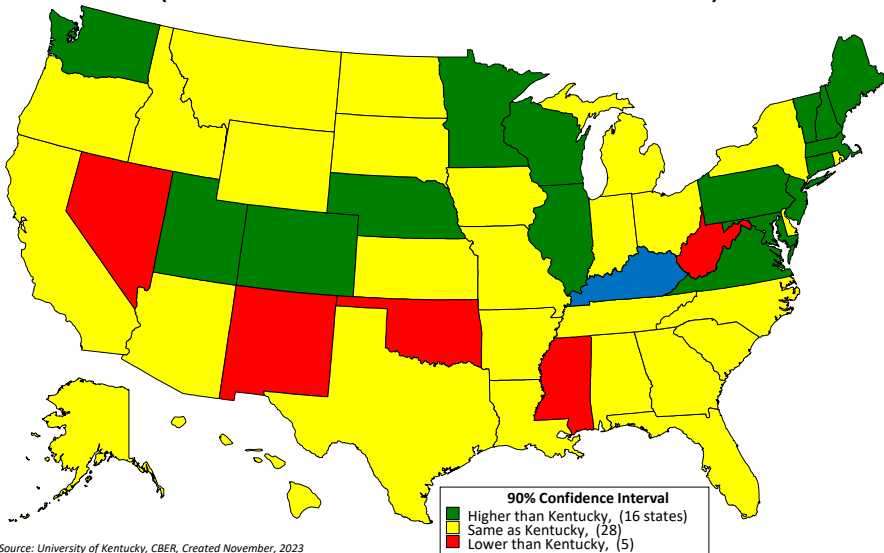 90% Confidence Interval
Higher than Kentucky, (16 states)
Same as Kentucky, (28)
Lower than Kentucky, (5)
Source: University of Kentucky, CBER, Created November, 2023